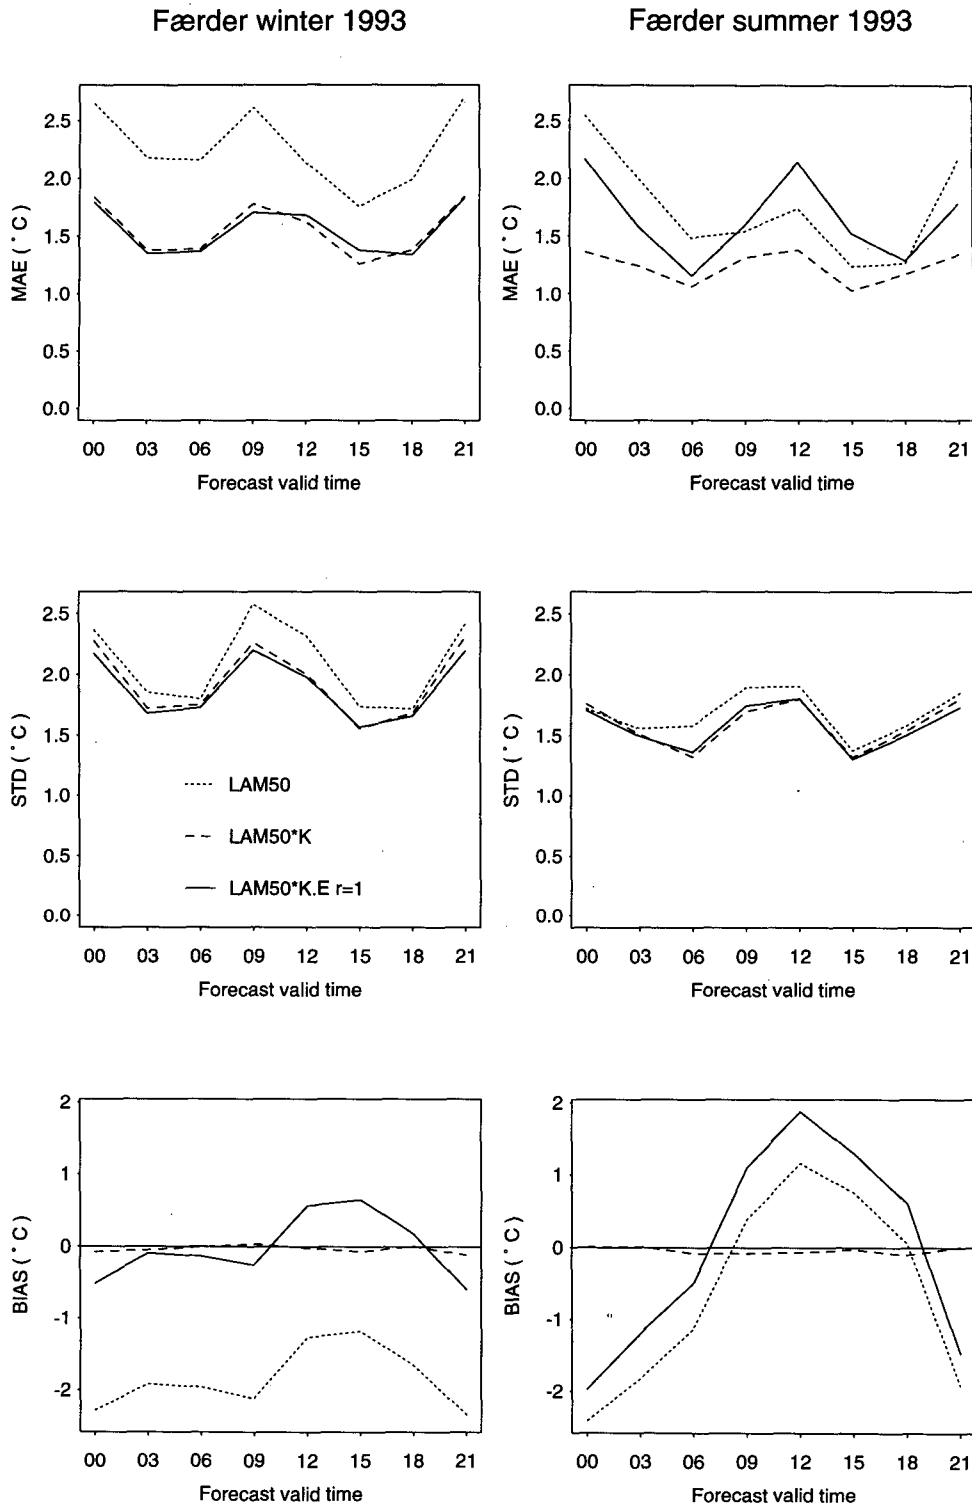 Færder winter 1993
Færder summer 1993
MAE ( ° C )
2.5
2.0
1.5
1.0
0.5
0.0
00 03 06 09 12 15 18 21
Forecast valid time
MAE ( ° C )
2.5
2.0
1.5
1.0
0.5
0.0
00 03 06 09 12 15 18 21
Forecast valid time
STD ( ° C )
2.5
2.0
1.5
1.0
0.5
0.0
LAM50
LAM50*K
LAM50*K.E r=1
00 03 06 09 12 15 18 21
Forecast valid time
STD ( ° C )
2.5
2.0
1.5
1.0
0.5
0.0
00 03 06 09 12 15 18 21
Forecast valid time
BIAS ( ° C )
2
1
0
-1
-2
00 03 06 09 12 15 18 21
Forecast valid time
BIAS ( ° C )
2
1
0
-1
-2
00 03 06 09 12 15 18 21
Forecast valid time